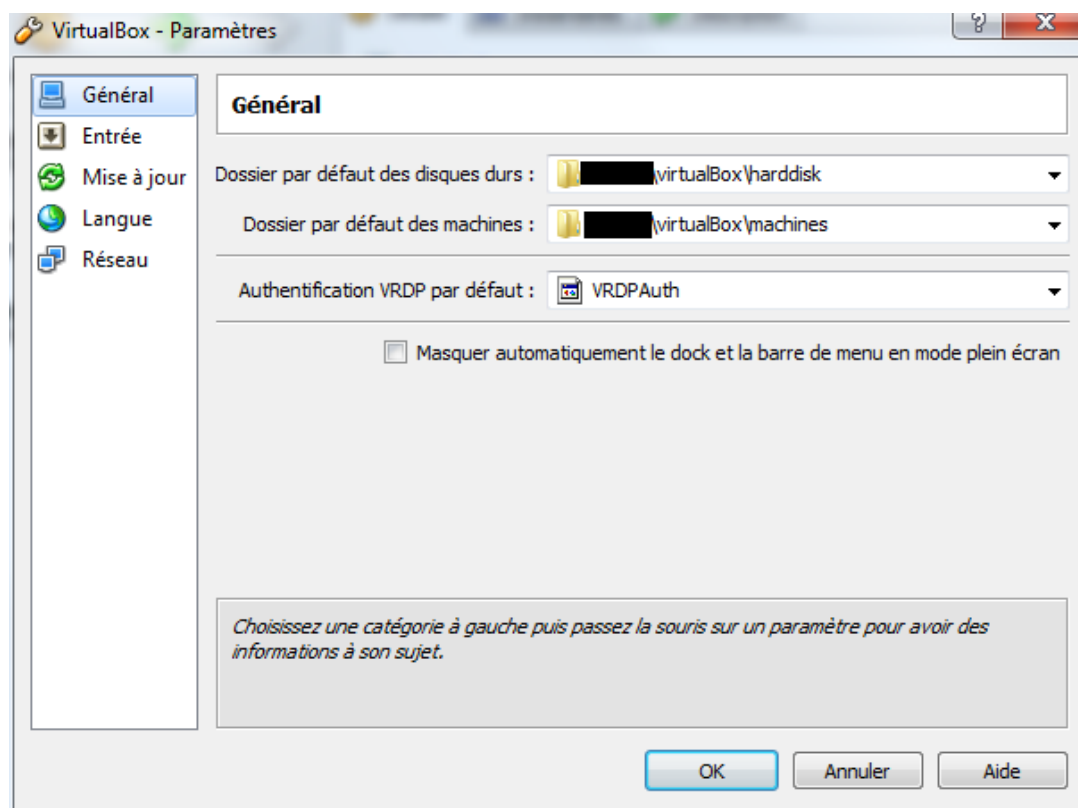 VirtualBox - Paramètres
Général
Entrée
Mise à jour
Langue
Réseau
Général
Dossier par défaut des disques durs : \virtualBox\harddisk
Dossier par défaut des machines : \virtualBox\machines
Authentification VRDP par défaut : VRDPAuth
Masquer automatiquement le dock et la barre de menu en mode plein écran
Choisissez une catégorie à gauche puis passez la souris sur un paramètre pour avoir des
informations à son sujet.
OK Annuler Aide